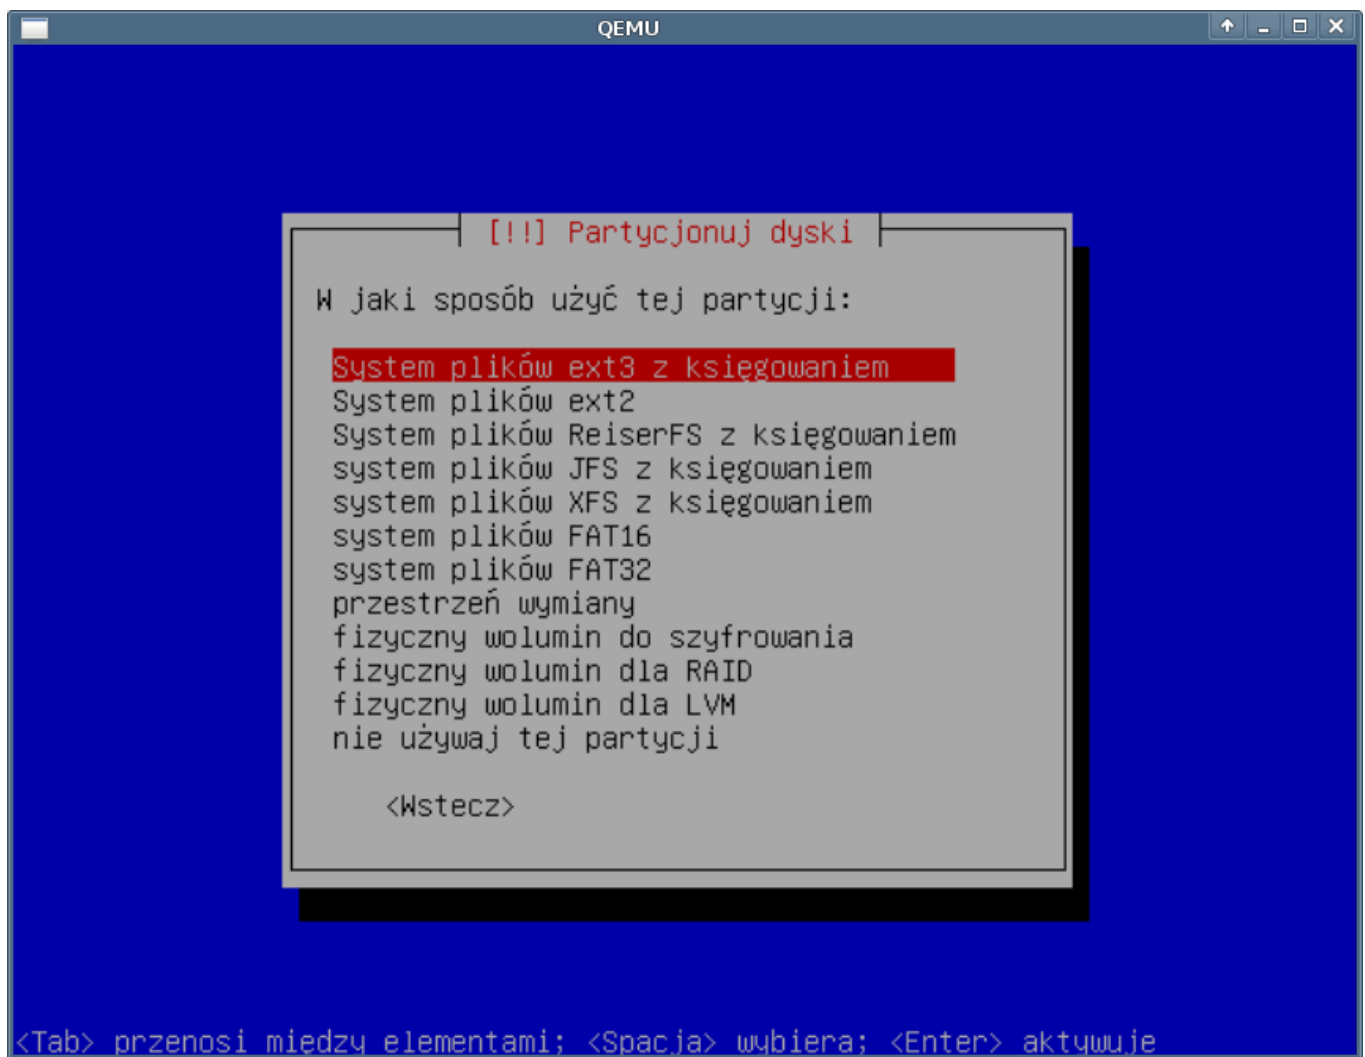 QEMU
[!!] Partycjonuj dyski
W jaki sposób użyć tej partycji:
System plików ext3 z księgowaniem
System plików ext2
System plików ReiserFS z księgowaniem
system plików JFS z księgowaniem
system plików XFS z księgowaniem
system plików FAT16
system plików FAT32
przestrzeń wymiany
fizyczny wolumin do szyfrowania
fizyczny wolumin dla RAID
fizyczny wolumin dla LVM
nie używaj tej partycji
<Wstecz>
<Tab> przenosi między elementami; <Spacja> wybiera; <Enter> aktywuje